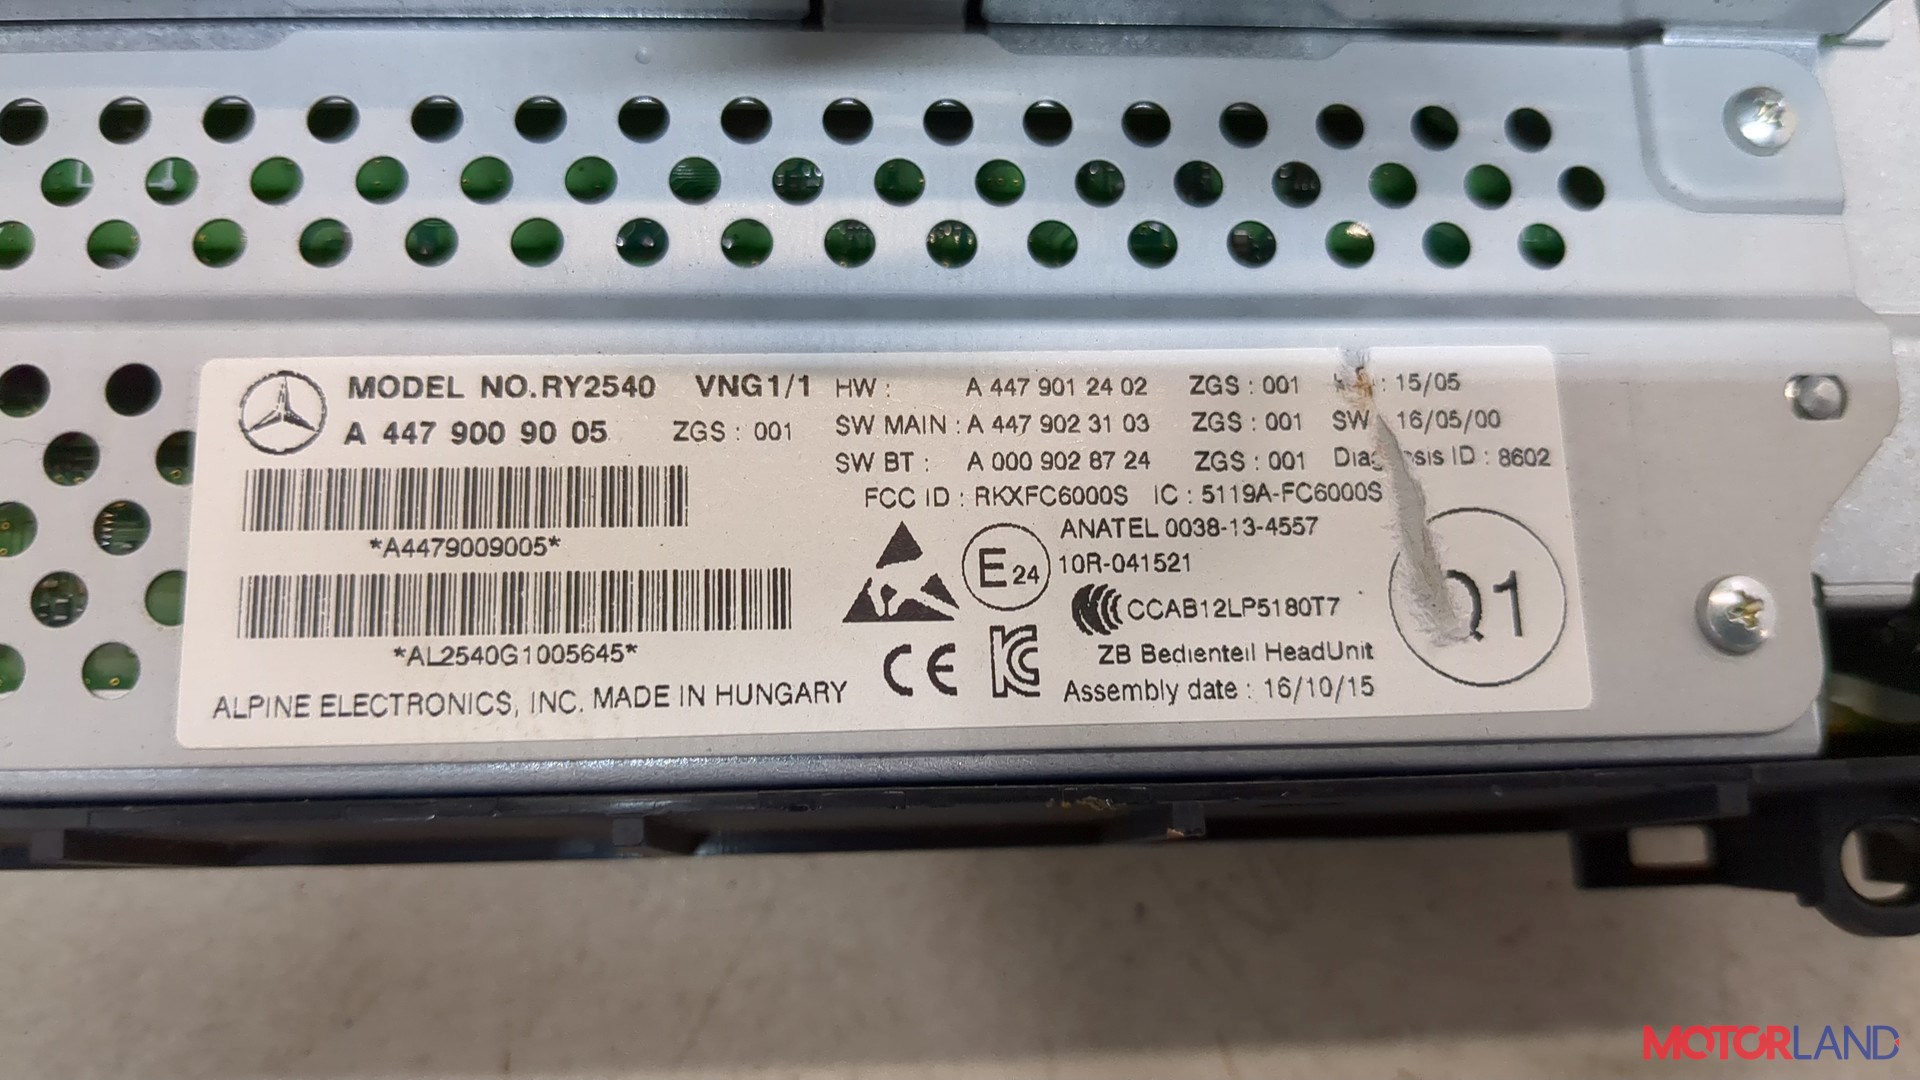 MODEL NO.RY2540 VNG1/1
A 447 900 90 05 ZGS : 001
*A4479009005*
*AL2540G1005645*
ALPINE ELECTRONICS, INC. MADE IN HUNGARY
HW : A 447 901 24 02 ZGS : 001 : 15/05
SW MAIN : A 447 902 31 03 ZGS : 001 SW : 16/05/00
SW BT : A 000 902 87 24 ZGS : 001 ID : 8602
FCC ID : RKXFC6000S IC : 5119A-FC6000S
E24
ANATEL 0038-13-4557
10R-041521
CCAB12LP5180T7
CE
ZB Bedienteil HeadUnit
Assembly date : 16/10/15
Q1
MOTORLAND